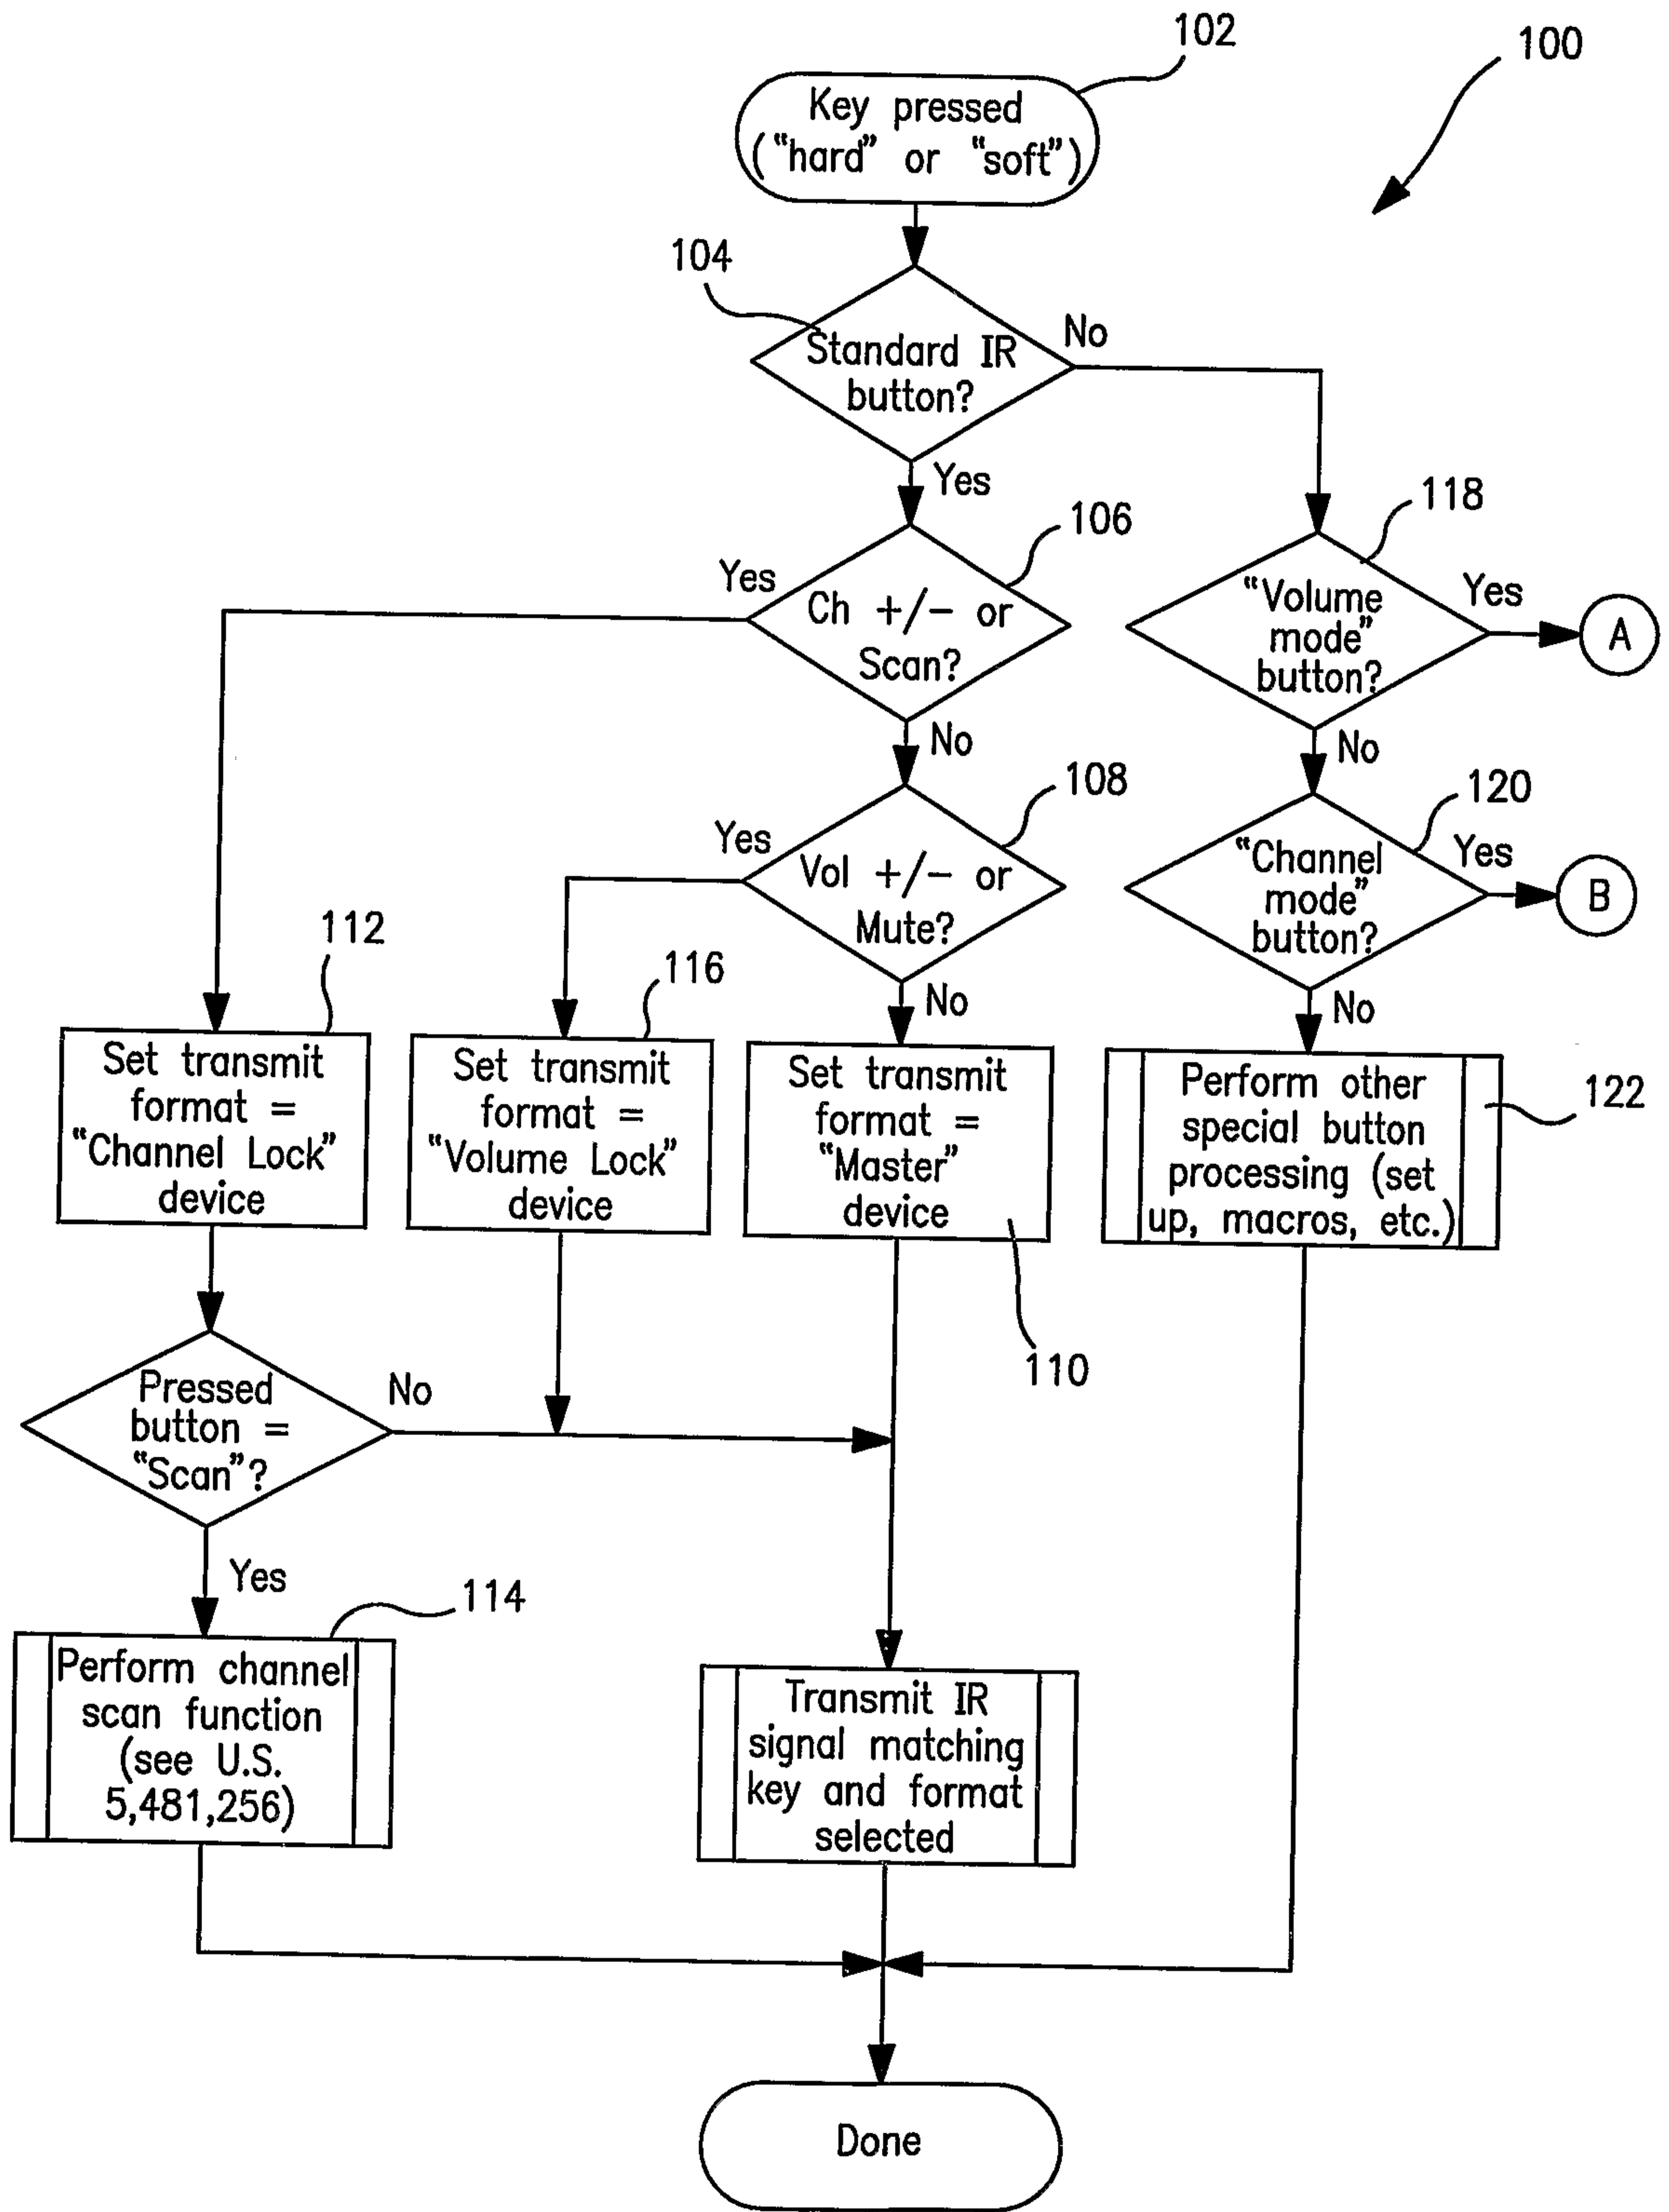 102
100
Key pressed
("hard" or "soft")
104
Standard IR
button?
No
Yes
106
118
Yes
Ch +/- or
Scan?
"Volume
mode"
button?
Yes
A
No
No
108
120
Yes
Vol +/- or
Mute?
"Channel
mode"
button?
Yes
B
112
116
No
No
Set transmit
format =
"Channel Lock"
device
Set transmit
format =
"Volume Lock"
device
Set transmit
format =
"Master"
device
Perform other
special button
processing (set
up, macros, etc.)
122
110
Pressed
button =
"Scan"?
No
Yes
114
Perform channel
scan function
(see U.S.
5,481,256)
Transmit IR
signal matching
key and format
selected
Done